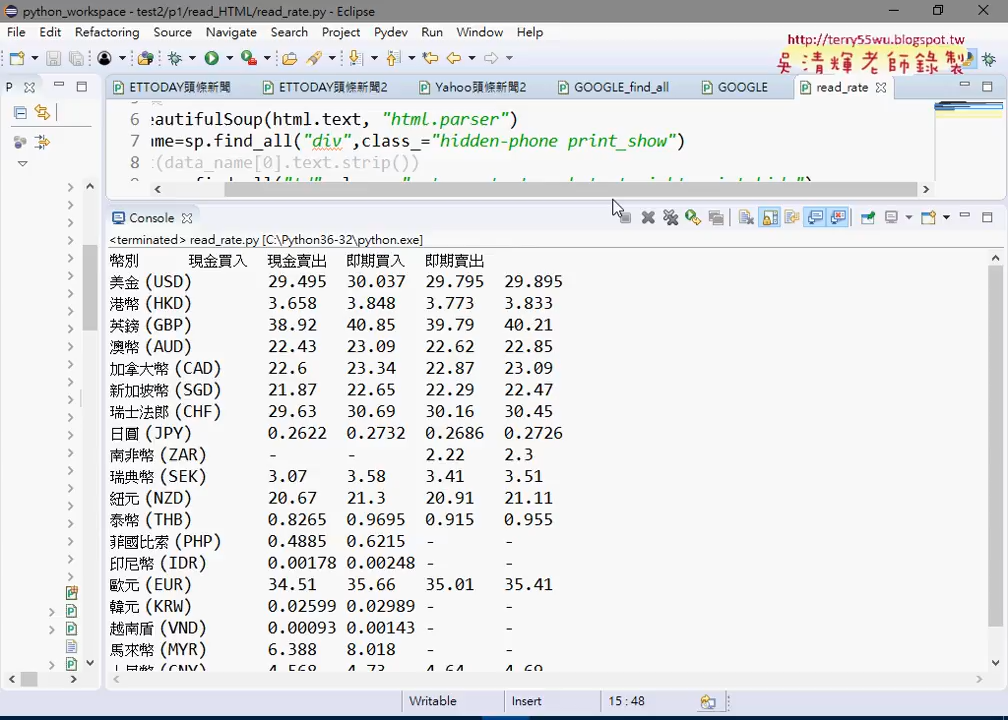 python_workspace - test2/p1/read_HTML/read_rate.py - Eclipse
File Edit Refactoring Source Navigate Search Project Pydev Run Window Help
http://terry55wu.blogspot.tw
吳清輝老師錄製
P ETTODAY頭條新聞 ETTODAY頭條新聞2 Yahoo頭條新聞2 GOOGLE_find_all GOOGLE read_rate
6 autifulSoup(html.text, "html.parser")
7 me=sp.find_all("div",class_="hidden-phone print_show")
8 (data_name[0].text.strip())
Console
<terminated> read_rate.py [C:\Python36-32\python.exe]
幣別 現金買入 現金賣出 即期買入 即期賣出
美金 (USD) 29.495 30.037 29.795 29.895
港幣 (HKD) 3.658 3.848 3.773 3.833
英鎊 (GBP) 38.92 40.85 39.79 40.21
澳幣 (AUD) 22.43 23.09 22.62 22.85
加拿大幣 (CAD) 22.6 23.34 22.87 23.09
新加坡幣 (SGD) 21.87 22.65 22.29 22.47
瑞士法郎 (CHF) 29.63 30.69 30.16 30.45
日圓 (JPY) 0.2622 0.2732 0.2686 0.2726
南非幣 (ZAR) - - 2.22 2.3
瑞典幣 (SEK) 3.07 3.58 3.41 3.51
紐元 (NZD) 20.67 21.3 20.91 21.11
泰幣 (THB) 0.8265 0.9695 0.915 0.955
菲國比索 (PHP) 0.4885 0.6215 - -
印尼幣 (IDR) 0.00178 0.00248 - -
歐元 (EUR) 34.51 35.66 35.01 35.41
韓元 (KRW) 0.02599 0.02989 - -
越南盾 (VND) 0.00093 0.00143 - -
馬來幣 (MYR) 6.388 8.018 - -
(CNY) 4.568 4.73 4.64 4.69
Writable Insert 15 : 48